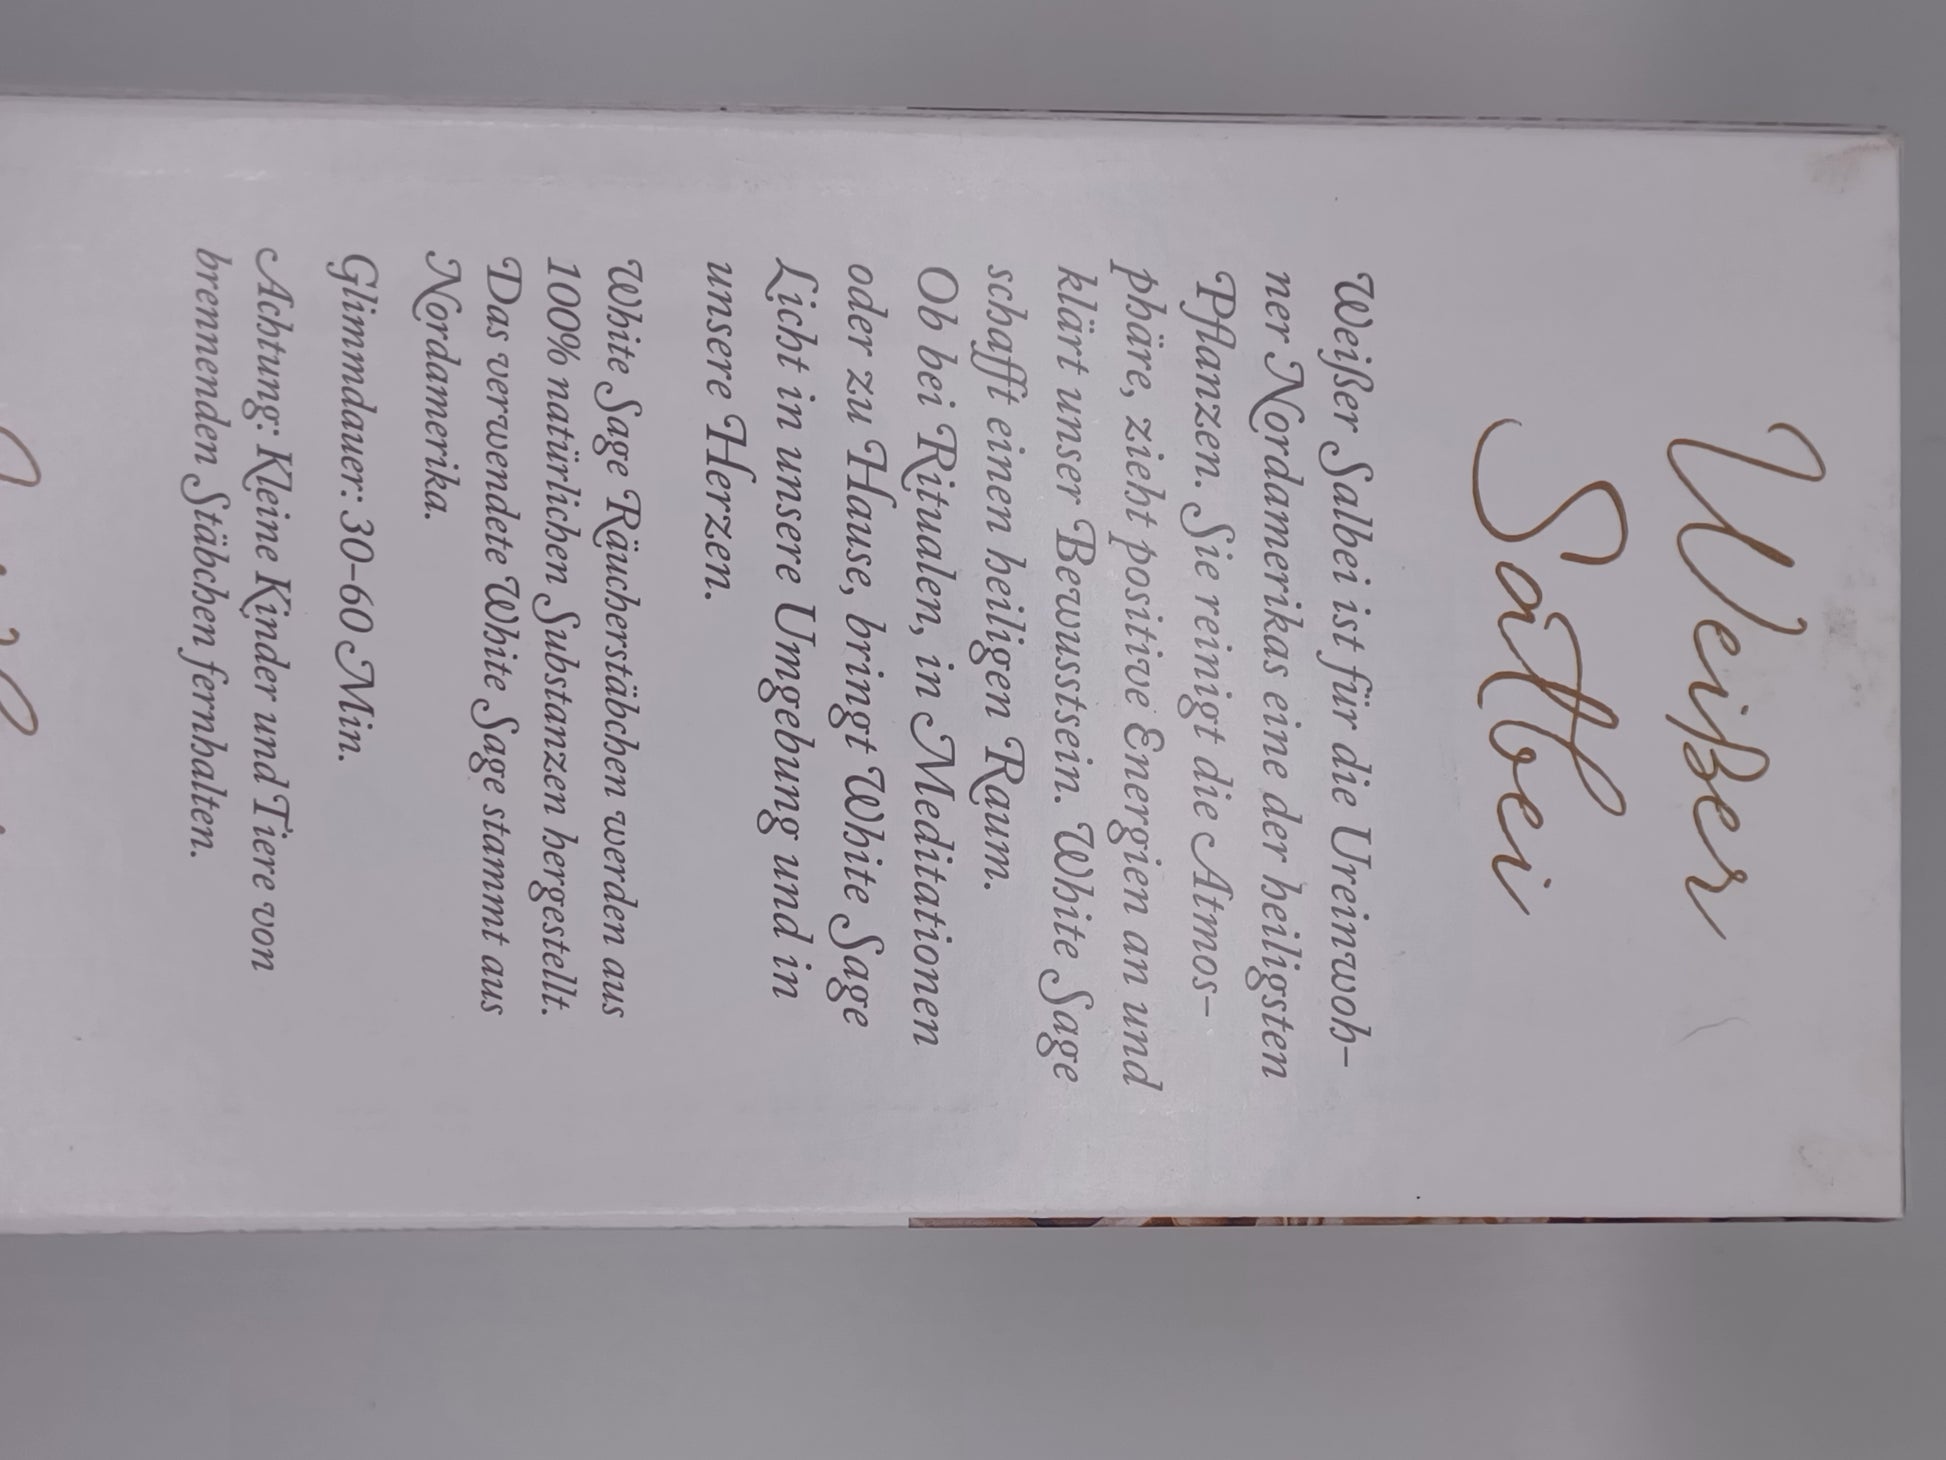 Weißer
Salbei
Weißer Salbei ist für die Ureinwoh-
ner Nordamerikas eine der heiligsten
Pflanzen. Sie reinigt die Atmos-
phäre, zieht positive Energien an und
klärt unser Bewusstsein. White Sage
schafft einen heiligen Raum.
Ob bei Ritualen, in Meditationen
oder zu Hause, bringt White Sage
Licht in unsere Umgebung und in
unsere Herzen.
White Sage Räucherstäbchen werden aus
100% natürlichen Substanzen hergestellt.
Das verwendete White Sage stammt aus
Nordamerika.
Glimmdauer: 30-60 Min.
Achtung: Kleine Kinder und Tiere von
brennenden Stäbchen fernhalten.